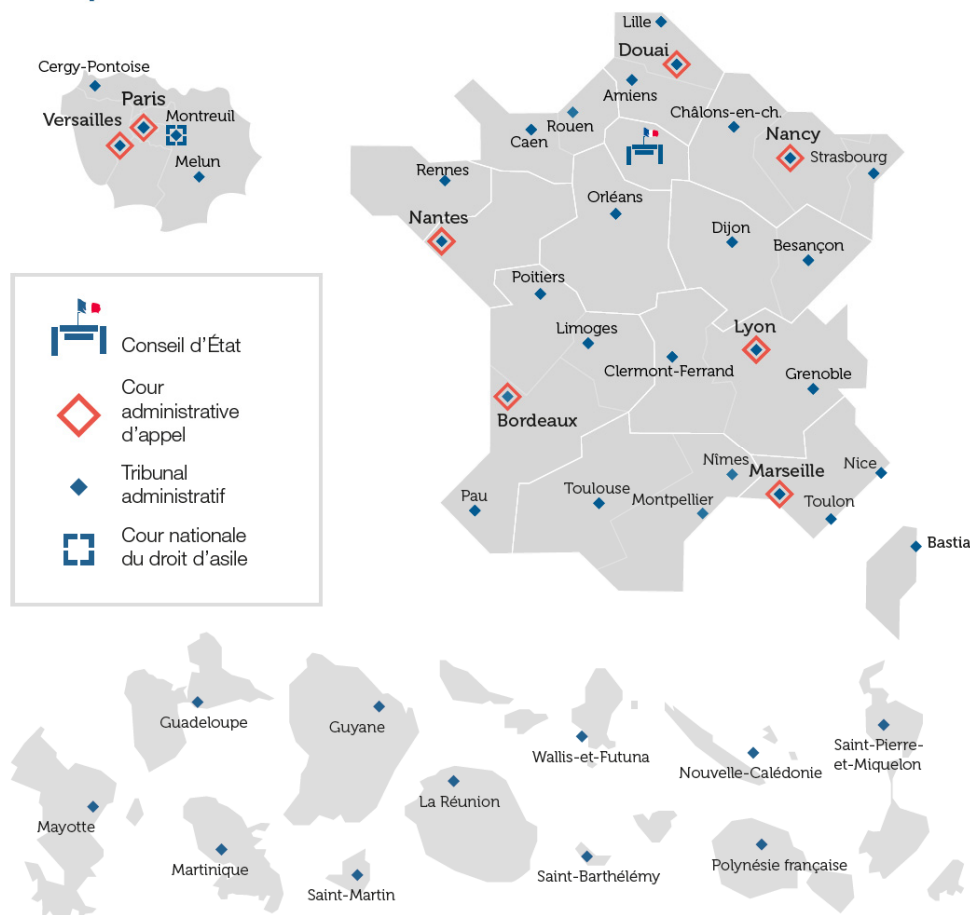 Cergy-Pontoise
Paris
Versailles
Montreuil
Melun
Lille
Douai
Amiens
Rouen
Caen
Châlons-en-ch.
Nancy
Strasbourg
Rennes
Nantes
Orléans
Dijon
Besançon
Poitiers
Limoges
Lyon
Clermont-Ferrand
Grenoble
Bordeaux
Nîmes
Marseille
Nice
Pau
Toulouse
Montpellier
Toulon
Bastia
Conseil d'État
Cour
administrative
d'appel
Tribunal
administratif
Cour nationale
du droit d'asile
Guadeloupe
Guyane
Wallis-et-Futuna
Nouvelle-Calédonie
Saint-Pierre-
et-Miquelon
Mayotte
La Réunion
Martinique
Saint-Martin
Saint-Barthélémy
Polynésie française